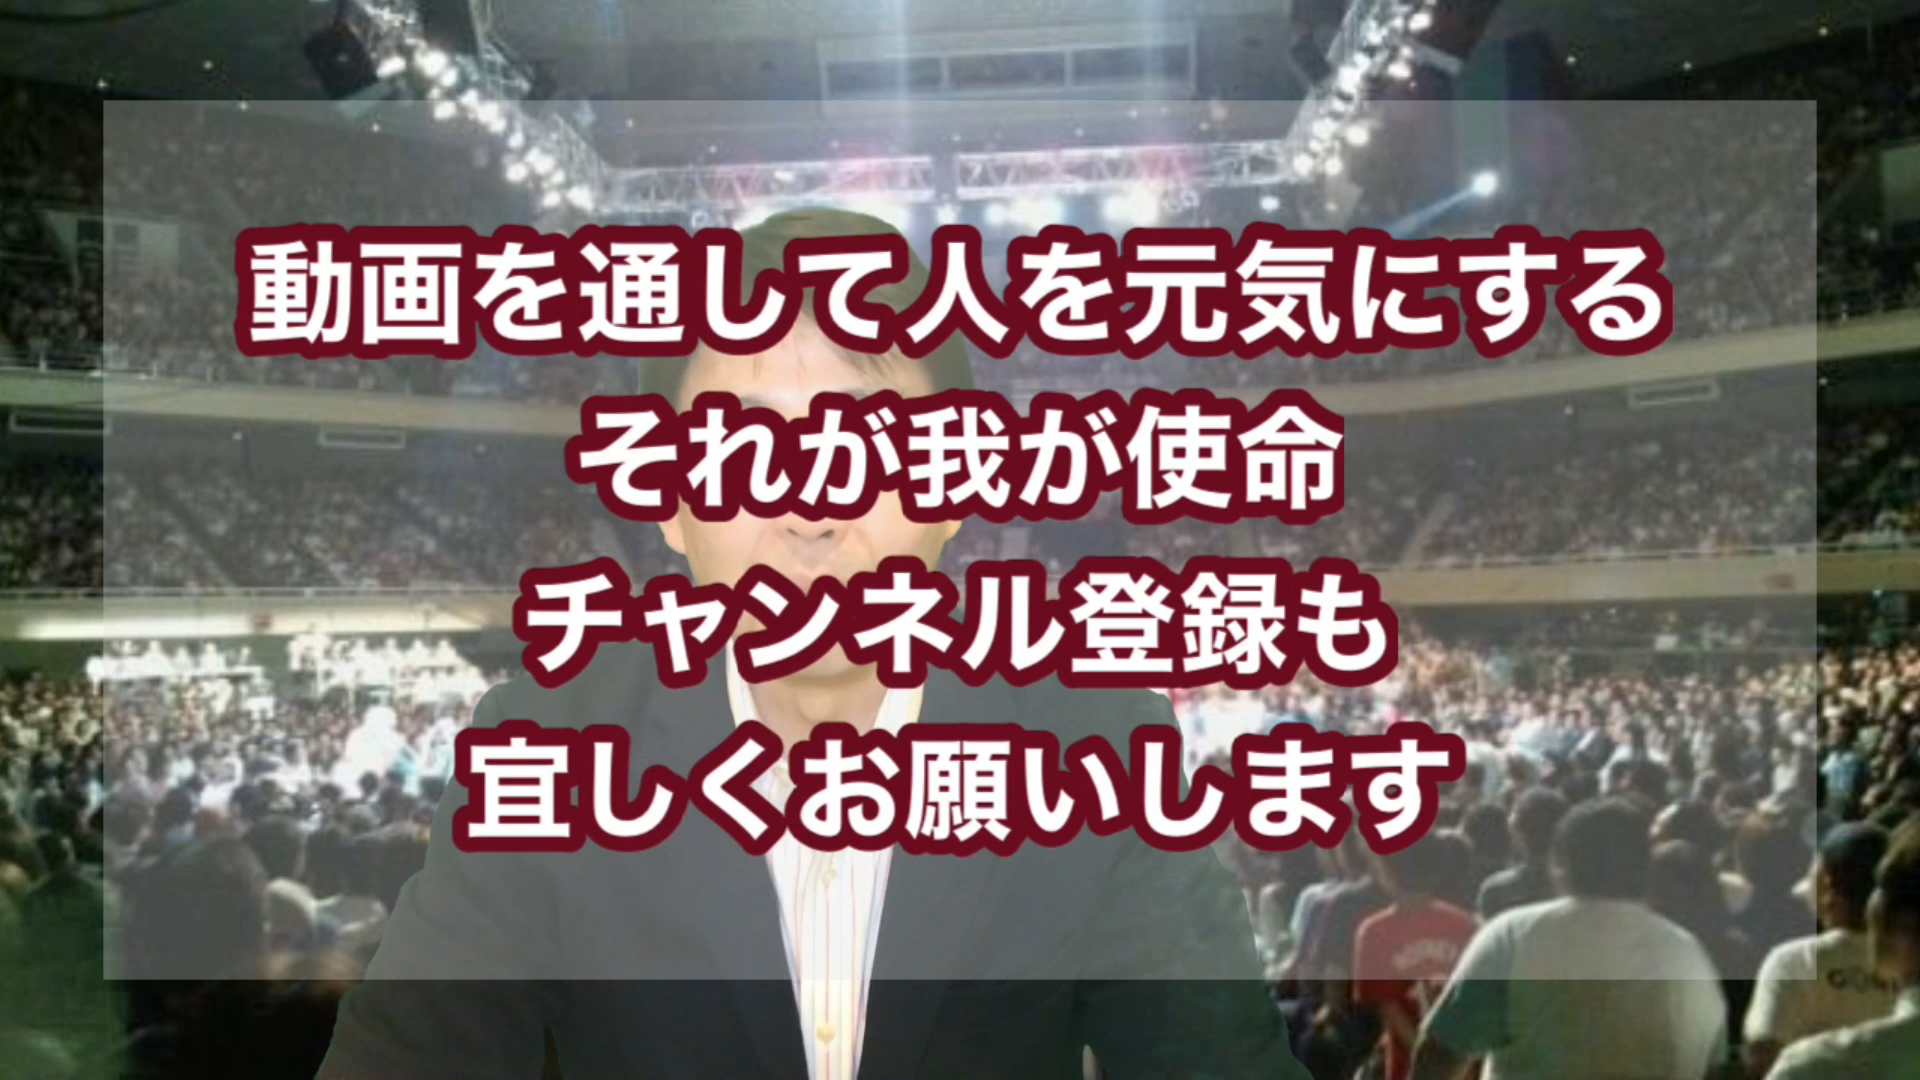 動画を通して人を元気にする
それが我が使命
チャンネル登録も
宜しくお願いします